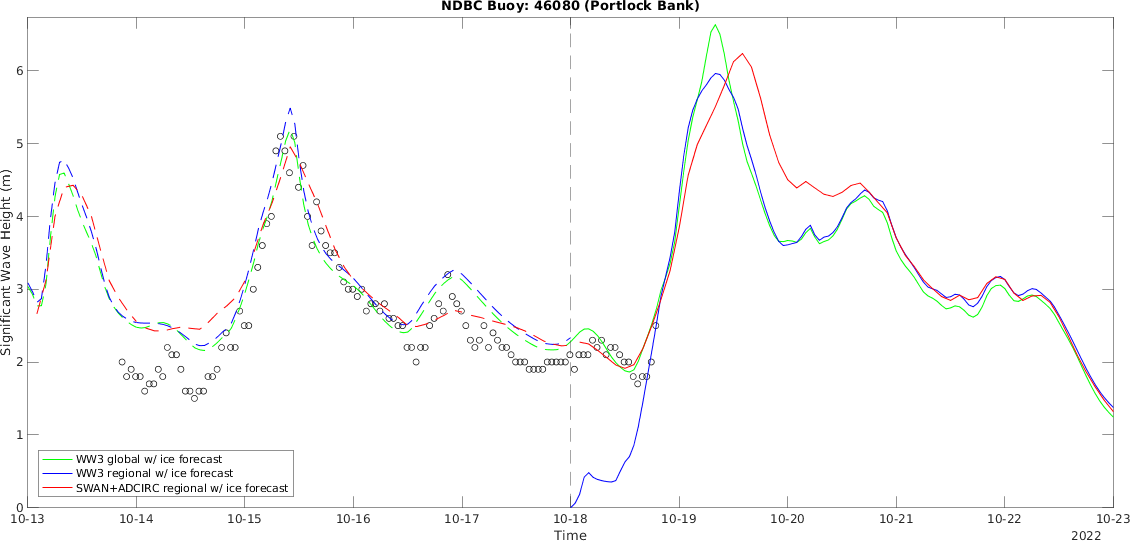 NDBC Buoy: 46080 (Portlock Bank)
Significant Wave Height (m)
6
5
4
3
2
1
0
WW3 global w/ ice forecast
WW3 regional w/ ice forecast
SWAN+ADCIRC regional w/ ice forecast
10-13 10-14 10-15 10-16 10-17 10-18 10-19 10-20 10-21 10-22 10-23
Time
2022